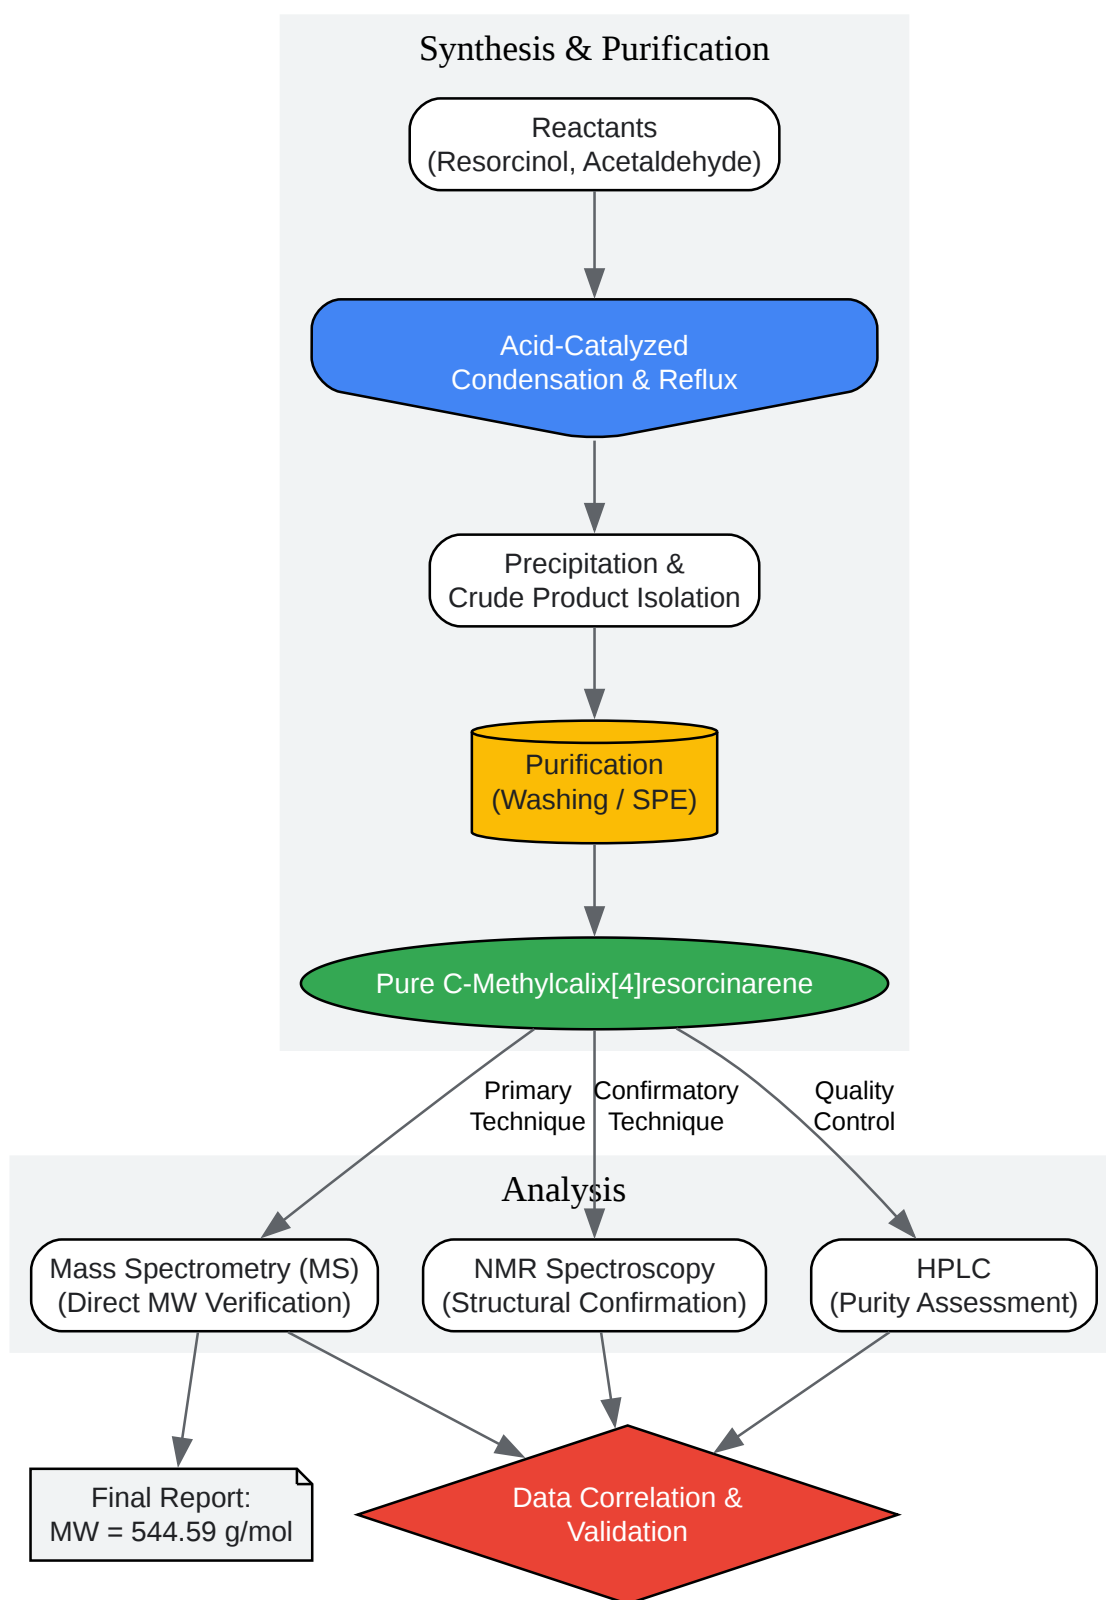 Synthesis & Purification
Reactants
(Resorcinol, Acetaldehyde)
Acid-Catalyzed
Condensation & Reflux
Precipitation &
Crude Product Isolation
Purification
(Washing / SPE)
Pure C-Methylcalix[4]resorcinarene
Primary
Technique
Confirmatory
Technique
Quality
Control
Analysis
Mass Spectrometry (MS)
(Direct MW Verification)
NMR Spectroscopy
(Structural Confirmation)
HPLC
(Purity Assessment)
Final Report:
MW = 544.59 g/mol
Data Correlation &
Validation